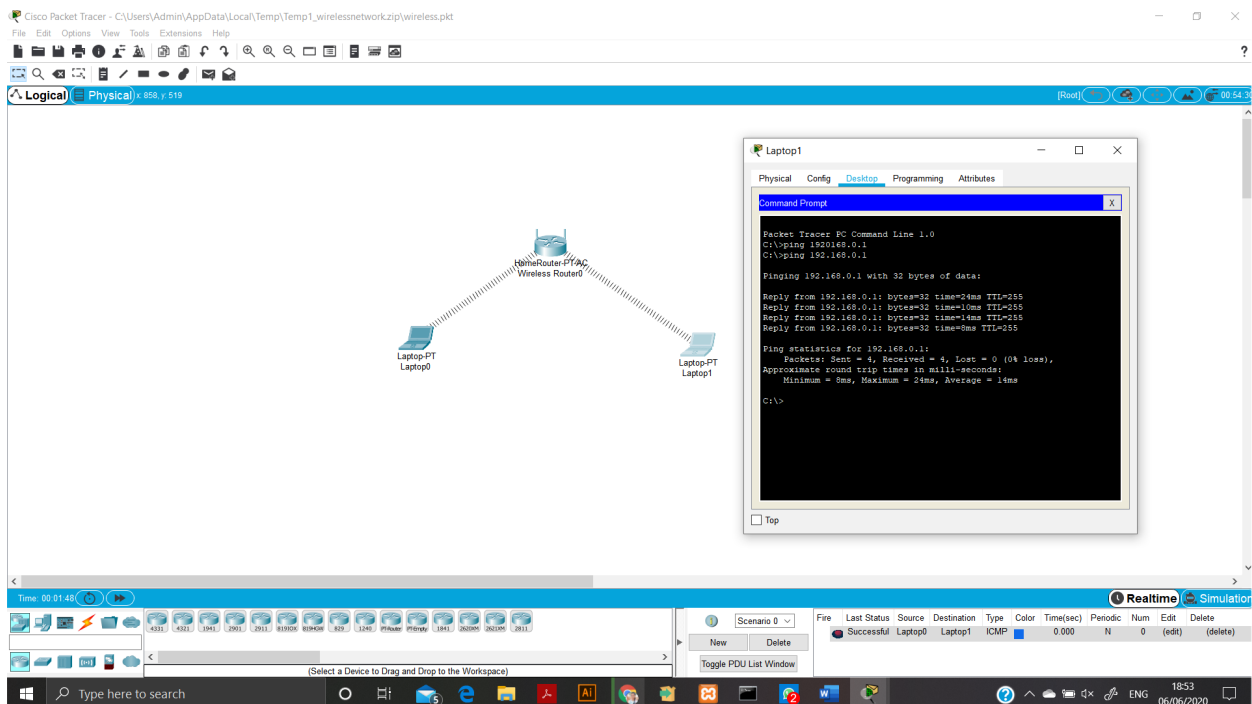 Cisco Packet Tracer - C:\Users\Admin\AppData\Local\Temp\Temp1_wirelessnetwork.zip\wireless.pkt
File Edit Options View Tools Extensions Help
?
Logical Physical x: 858, y: 519
[Root] 00:54:30
HomeRouter-PT-AC
Wireless Router0
Laptop-PT
Laptop0
Laptop-PT
Laptop1
Laptop1
Physical Config Desktop Programming Attributes
Command Prompt X
Packet Tracer PC Command Line 1.0
C:\>ping 1920168.0.1
C:\>ping 192.168.0.1
Pinging 192.168.0.1 with 32 bytes of data:
Reply from 192.168.0.1: bytes=32 time=24ms TTL=255
Reply from 192.168.0.1: bytes=32 time=10ms TTL=255
Reply from 192.168.0.1: bytes=32 time=14ms TTL=255
Reply from 192.168.0.1: bytes=32 time=8ms TTL=255
Ping statistics for 192.168.0.1:
Packets: Sent = 4, Received = 4, Lost = 0 (0% loss),
Approximate round trip times in milli-seconds:
Minimum = 8ms, Maximum = 24ms, Average = 14ms
C:\>
Top
Time: 00:01:48
Realtime Simulation
4331 4321 1941 2901 2911 819IOX 819HGW 829 1240 PT-Router PT-Empty 1841 2620XM 2621XM 2811
(Select a Device to Drag and Drop to the Workspace)
Scenario 0
New Delete
Toggle PDU List Window
Fire Last Status Source Destination Type Color Time(sec) Periodic Num Edit Delete
Successful Laptop0 Laptop1 ICMP 0.000 N 0 (edit) (delete)
Type here to search
5
Ai
2
ENG
18:53
06/06/2020